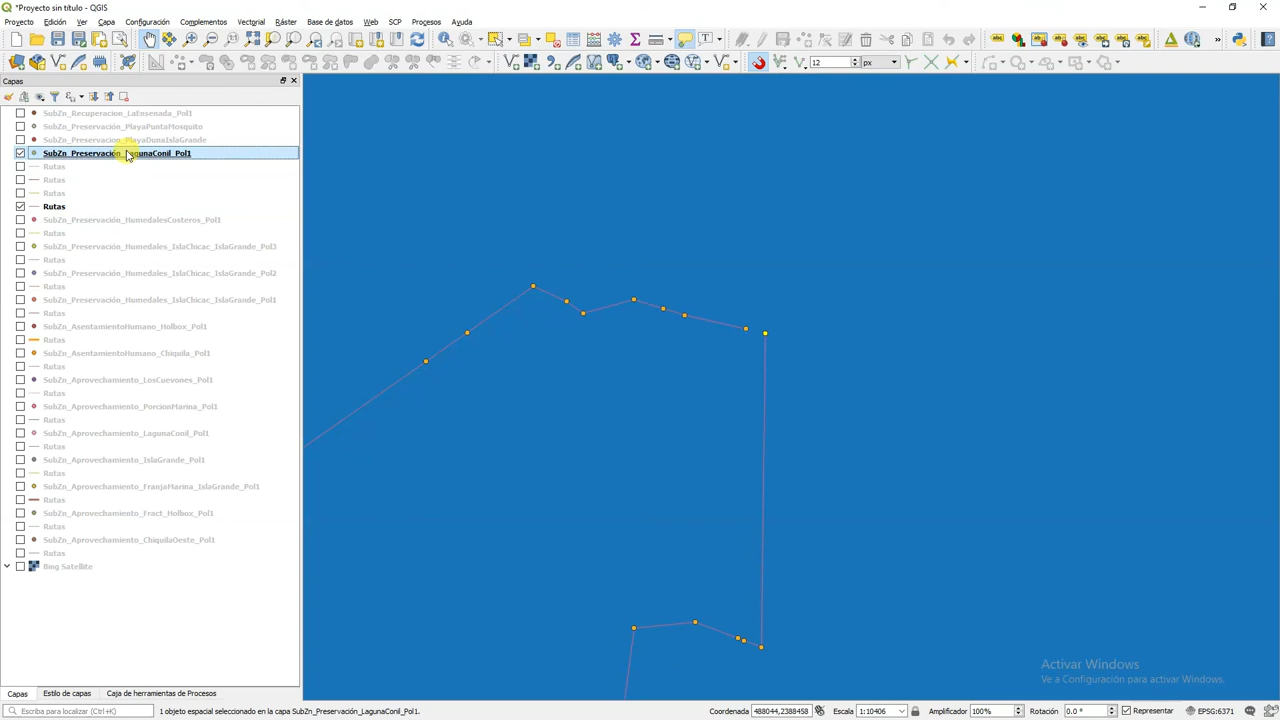 *Proyecto sin título - QGIS
Proyecto Edición Ver Capa Configuración Complementos Vectorial Ráster Base de datos Web SCP Procesos Ayuda
12 px
Capas
SubZn_Recuperacion_LaEnsenada_Pol1
SubZn_Preservación_PlayaPuntaMosquito
SubZn_Preservacion_PlayaDunaIslaGrande
SubZn_Preservación_LagunaConil_Pol1
Rutas
Rutas
Rutas
Rutas
SubZn_Preservación_HumedalesCosteros_Pol1
Rutas
SubZn_Preservación_Humedales_IslaChicac_IslaGrande_Pol3
Rutas
SubZn_Preservación_Humedales_IslaChicac_IslaGrande_Pol2
Rutas
SubZn_Preservación_Humedales_IslaChicac_IslaGrande_Pol1
Rutas
SubZn_AsentamientoHumano_Holbox_Pol1
Rutas
SubZn_AsentamientoHumano_Chiquila_Pol1
Rutas
SubZn_Aprovechamiento_LosCuevones_Pol1
Rutas
SubZn_Aprovechamiento_PorcionMarina_Pol1
Rutas
SubZn_Aprovechamiento_LagunaConil_Pol1
Rutas
SubZn_Aprovechamiento_IslaGrande_Pol1
Rutas
SubZn_Aprovechamiento_FranjaMarina_IslaGrande_Pol1
Rutas
SubZn_Aprovechamiento_Fract_Holbox_Pol1
Rutas
SubZn_Aprovechamiento_ChiquilaOeste_Pol1
Rutas
Bing Satellite
Activar Windows
Ve a Configuración para activar Windows.
Capas Estilo de capas Caja de herramientas de Procesos
Escriba para localizar (Ctrl+K) 1 objeto espacial seleccionado en la capa SubZn_Preservación_LagunaConil_Pol1. Coordenada 488044,2388458 Escala 1:10406 Amplificador 100% Rotación 0.0 ° Representar EPSG:6371